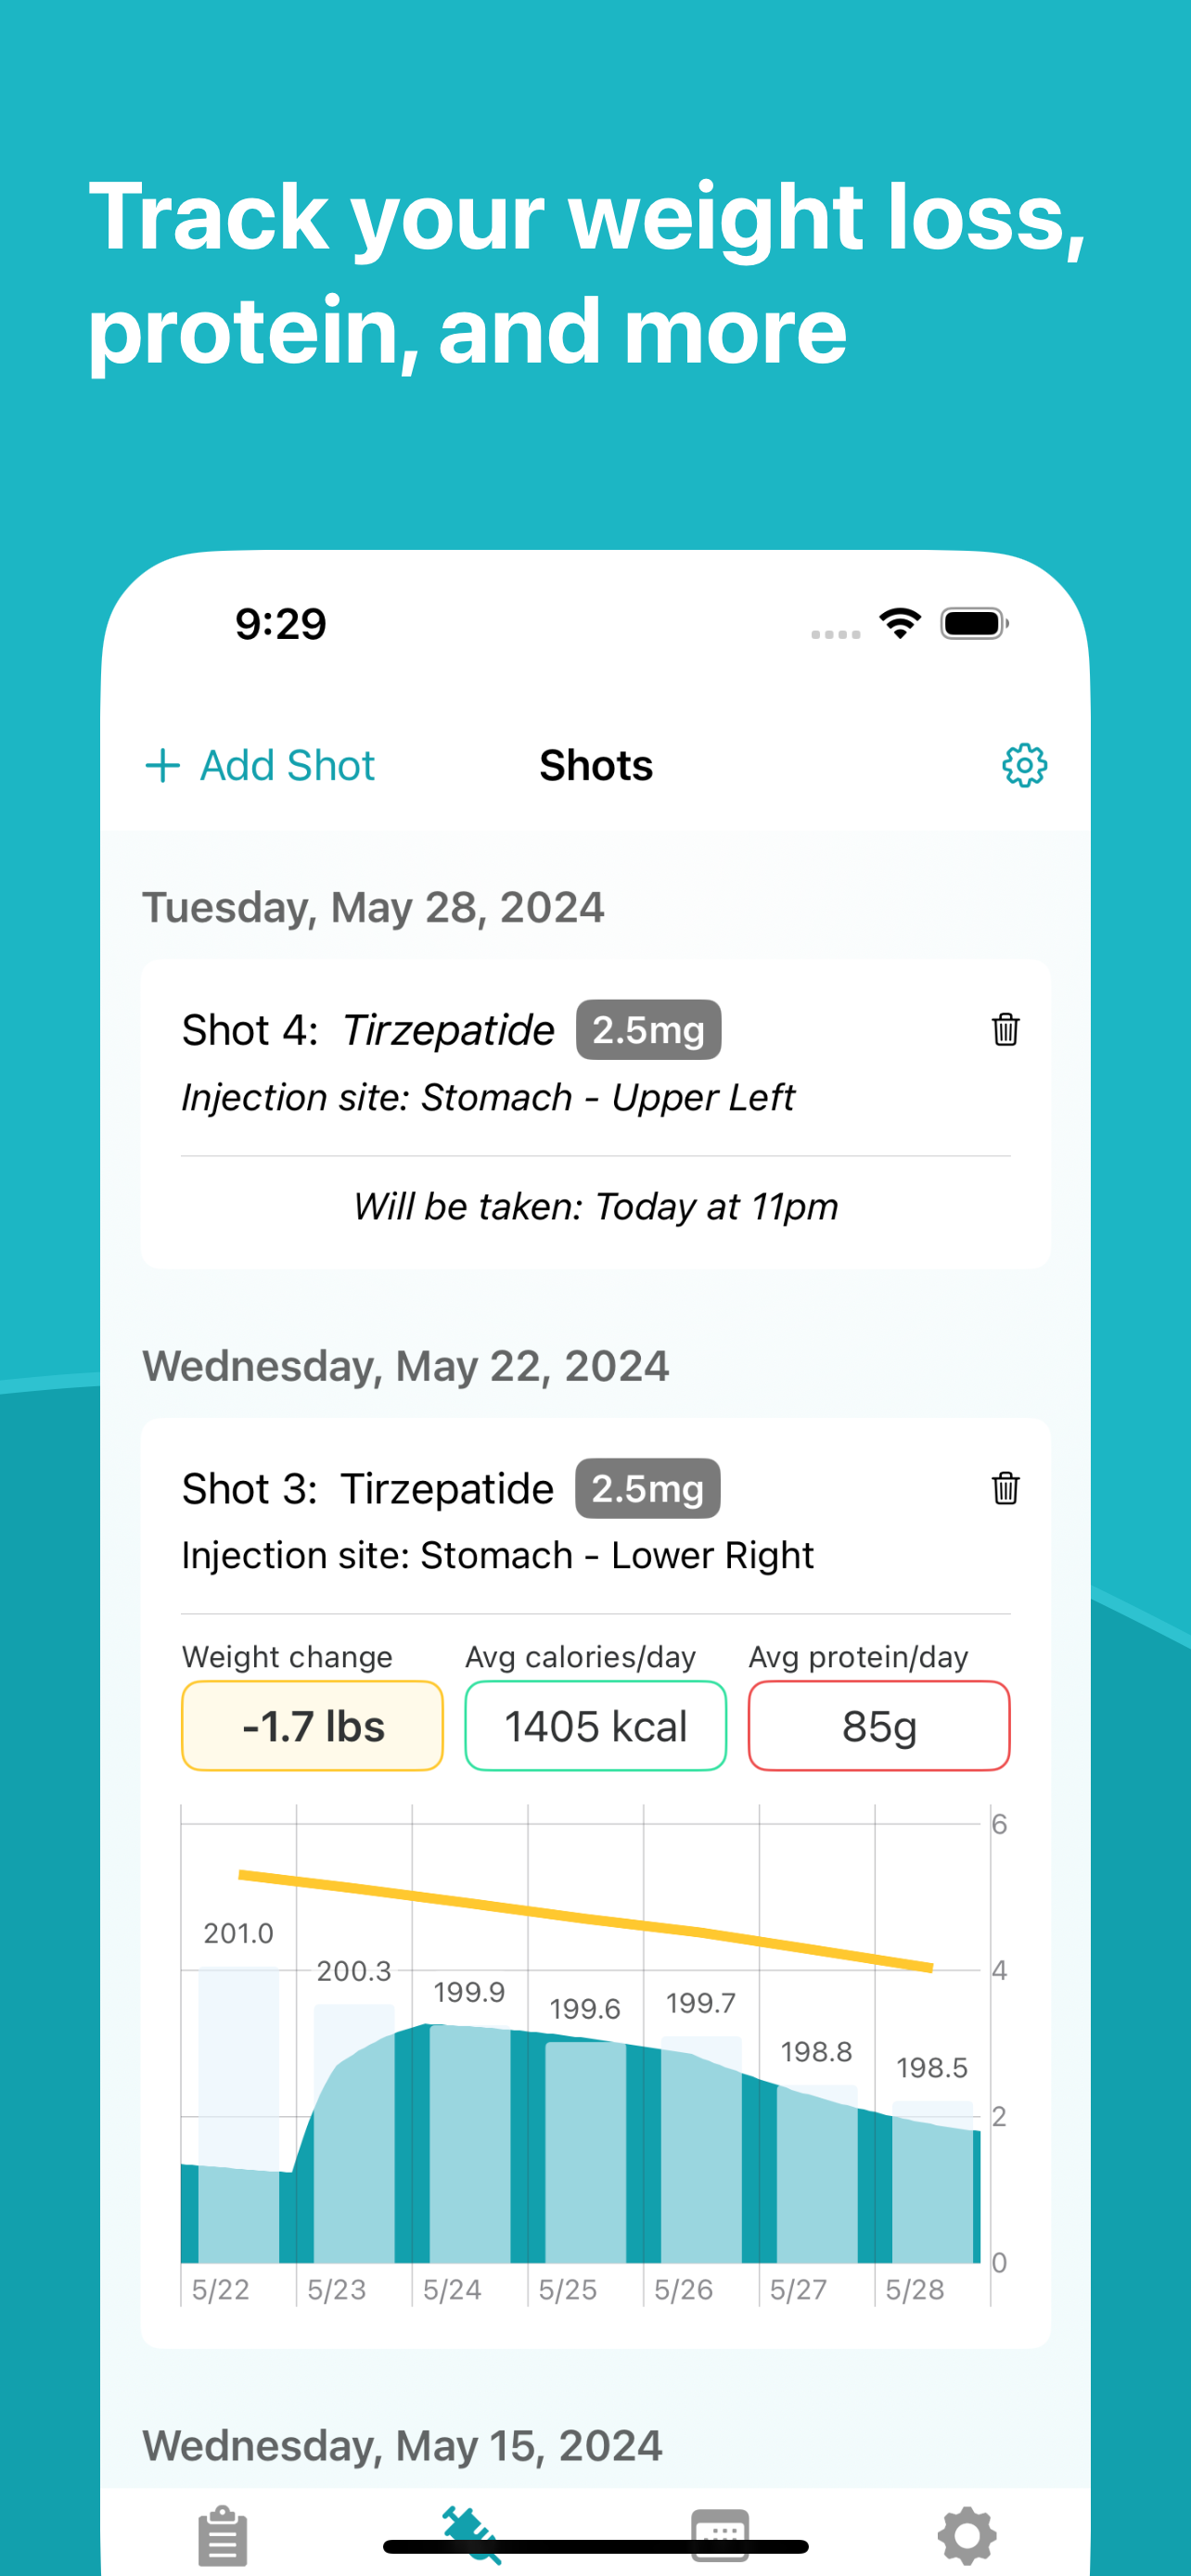 Track your weight loss,
protein, and more
9:29
+ Add Shot
Shots
Tuesday, May 28, 2024
Shot 4: Tirzepatide 2.5mg
Injection site: Stomach - Upper Left
Will be taken: Today at 11pm
Wednesday, May 22, 2024
Shot 3: Tirzepatide 2.5mg
Injection site: Stomach - Lower Right
Weight change Avg calories/day Avg protein/day
-1.7 lbs 1405 kcal 85g
6
201.0
200.3
4
199.9
199.6
199.7
198.8
198.5
2
0
5/22 5/23 5/24 5/25 5/26 5/27 5/28
Wednesday, May 15, 2024